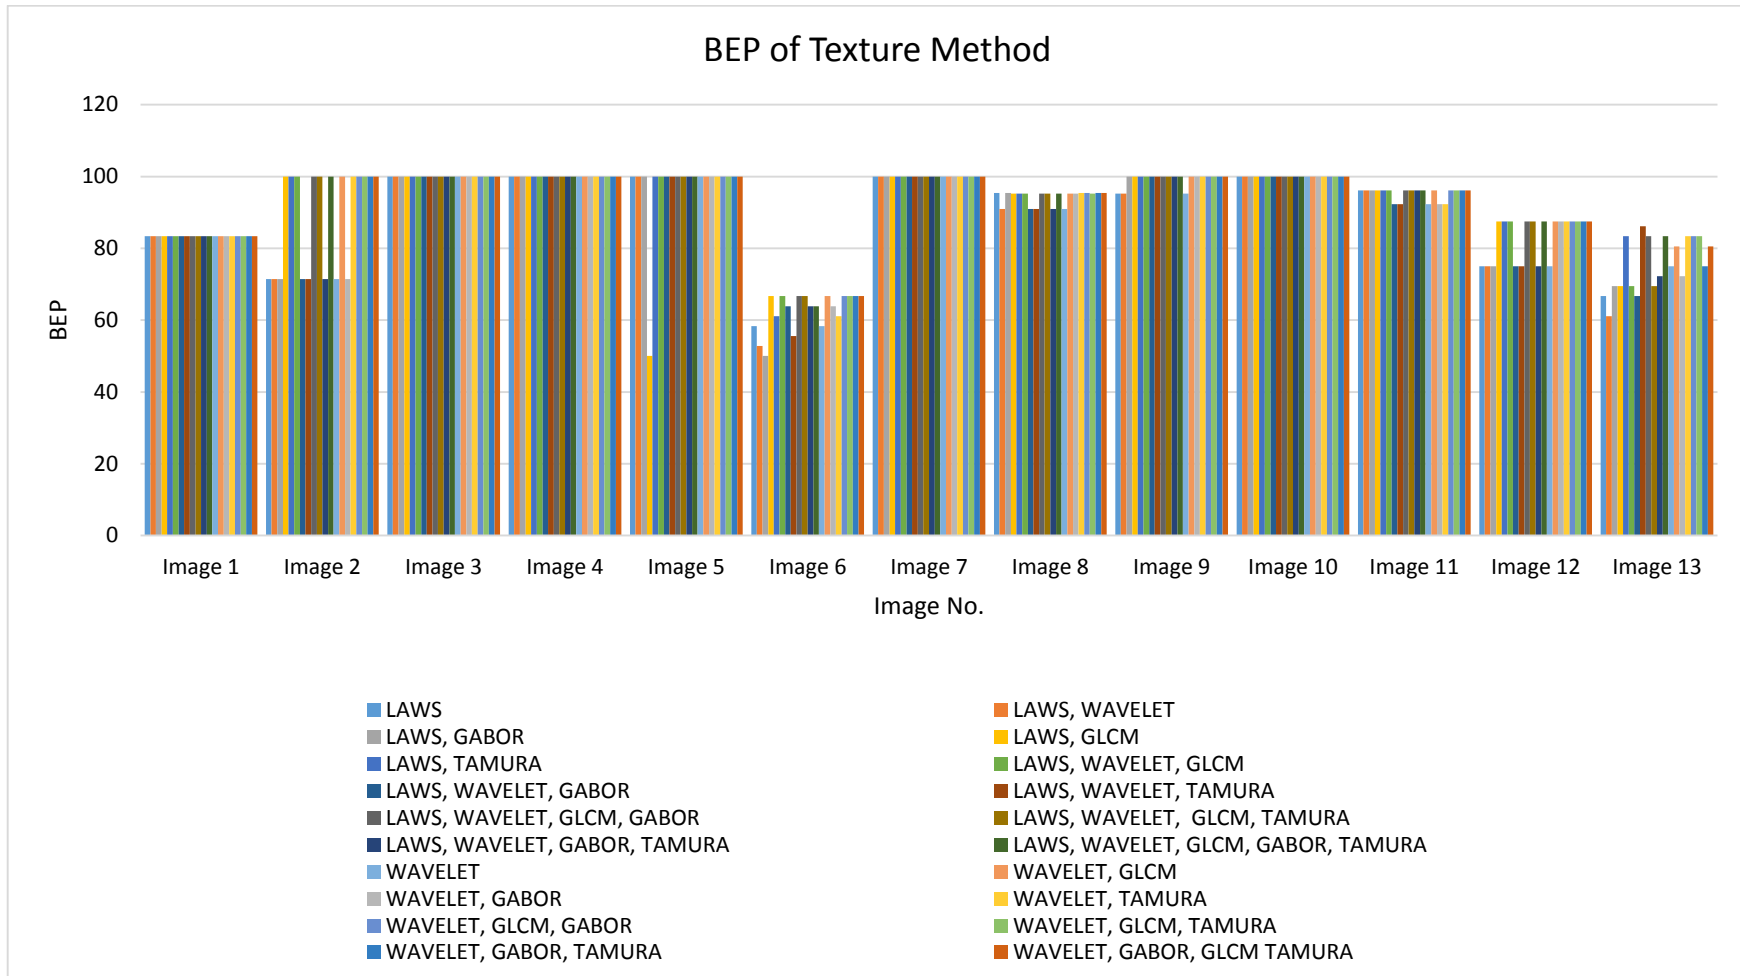 BEP of Texture Method
120
100
80
60
40
20
0
BEP
Image 1 Image 2 Image 3 Image 4 Image 5 Image 6 Image 7 Image 8 Image 9 Image 10 Image 11 Image 12 Image 13
Image No.
LAWS LAWS, WAVELET
LAWS, GABOR LAWS, GLCM
LAWS, TAMURA LAWS, WAVELET, GLCM
LAWS, WAVELET, GABOR LAWS, WAVELET, TAMURA
LAWS, WAVELET, GLCM, GABOR LAWS, WAVELET,  GLCM, TAMURA
LAWS, WAVELET, GABOR, TAMURA LAWS, WAVELET, GLCM, GABOR, TAMURA
WAVELET WAVELET, GLCM
WAVELET, GABOR WAVELET, TAMURA
WAVELET, GLCM, GABOR WAVELET, GLCM, TAMURA
WAVELET, GABOR, TAMURA WAVELET, GABOR, GLCM TAMURA